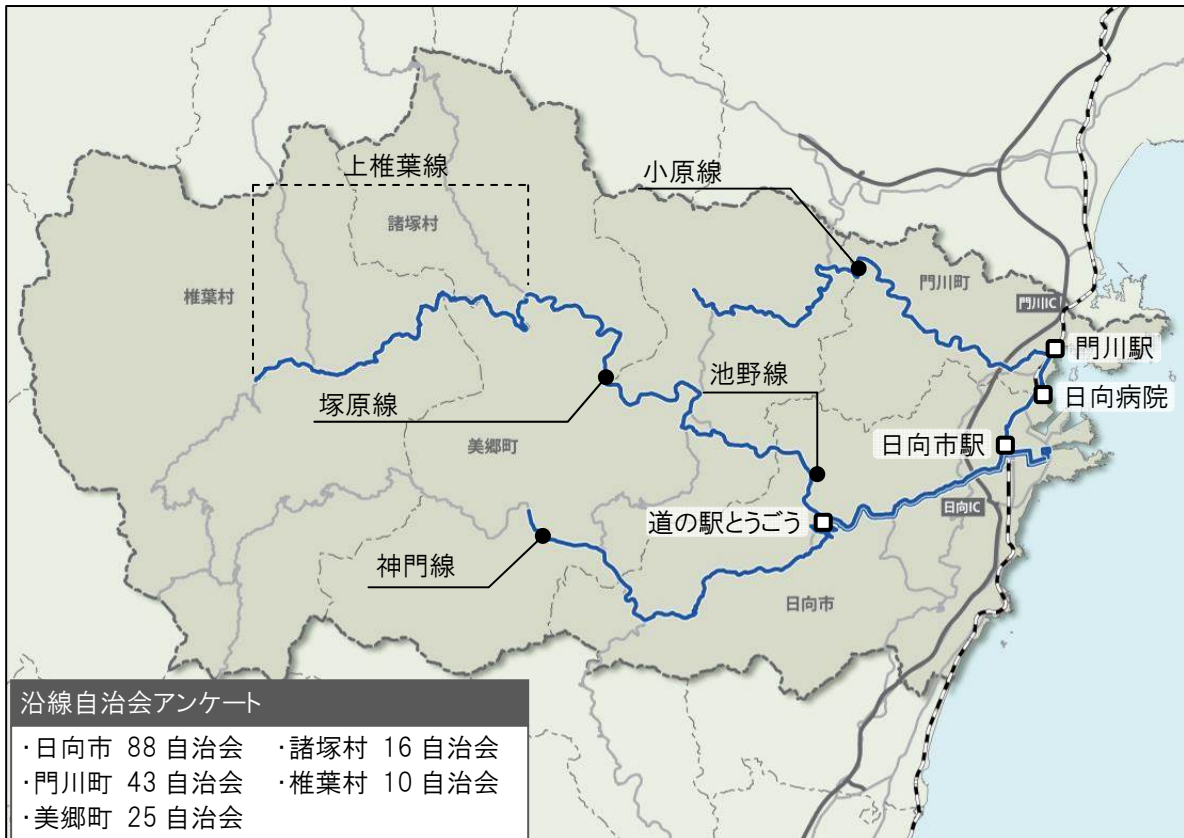 上椎葉線
小原線
諸塚村
椎葉村
門川町
門川IC
門川駅
池野線
日向病院
塚原線
美郷町
日向市駅
日向IC
道の駅とうごう
神門線
日向市
沿線自治会アンケート
・日向市 88 自治会 ・諸塚村 16 自治会
・門川町 43 自治会 ・椎葉村 10 自治会
・美郷町 25 自治会